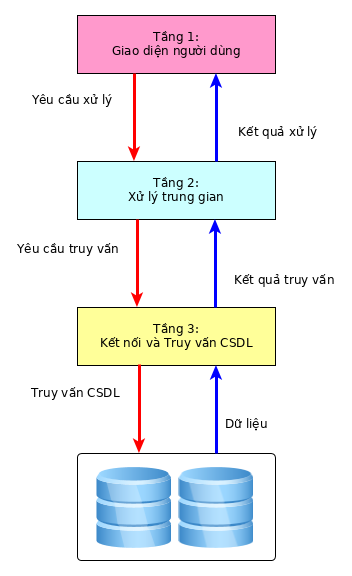 Tầng 1:
Giao diện người dùng
Yêu cầu xử lý
Kết quả xử lý
Tầng 2:
Xử lý trung gian
Yêu cầu truy vấn
Kết quả truy vấn
Tầng 3:
Kết nối và Truy vấn CSDL
Truy vấn CSDL
Dữ liệu